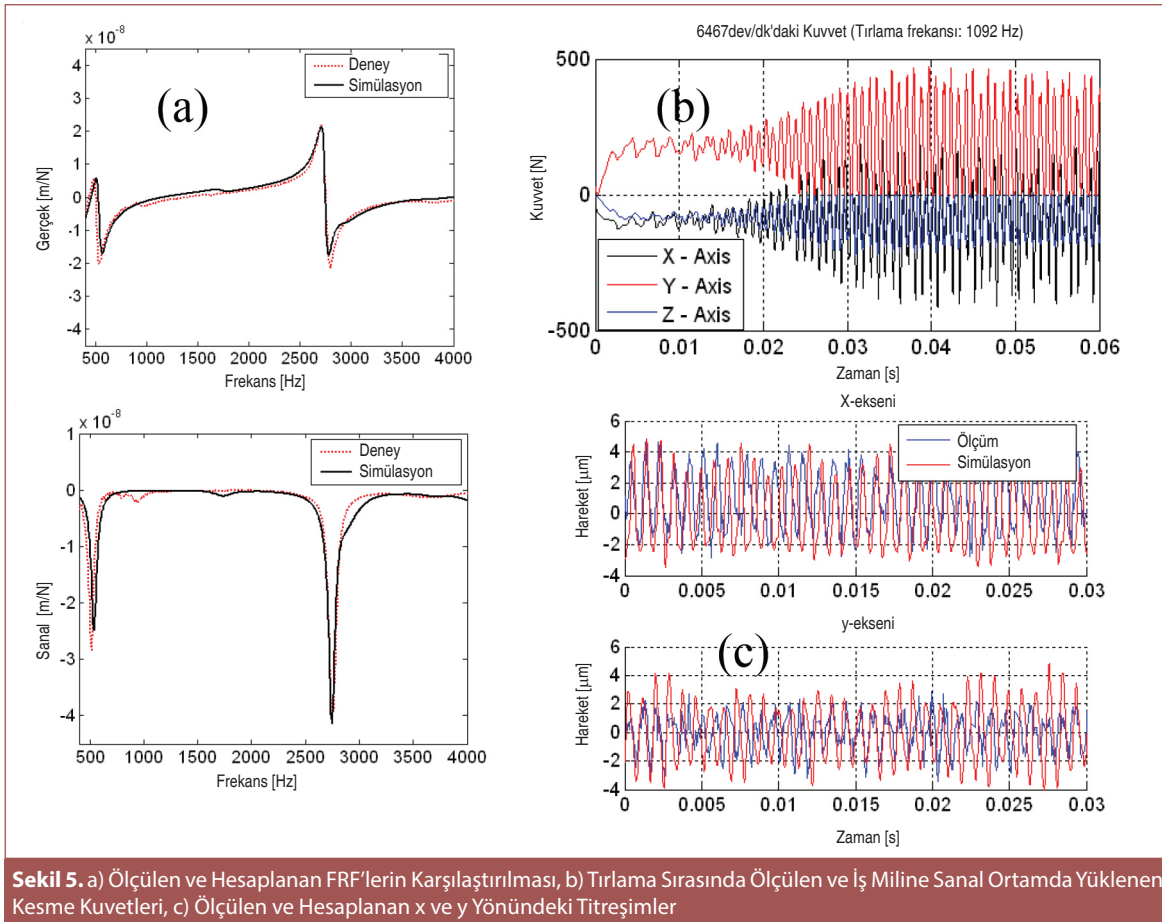 x 10⁻⁸
4
3
2
1
0
-1
-2
-3
-4
Gerçek [m/N]
(a)
Deney
Simülasyon
500 1000 1500 2000 2500 3000 3500 4000
Frekans [Hz]
x 10⁻⁸
1
0
-1
-2
-3
-4
Sanal [m/N]
Deney
Simülasyon
500 1000 1500 2000 2500 3000 3500 4000
Frekans [Hz]
6467dev/dk'daki Kuvvet (Tırlama frekansı: 1092 Hz)
500
0
-500
Kuvvet [N]
(b)
X - Axis
Y - Axis
Z - Axis
0 0.01 0.02 0.03 0.04 0.05 0.06
Zaman [s]
X-ekseni
6
4
2
0
-2
-4
Hareket [µm]
Ölçüm
Simülasyon
0 0.005 0.01 0.015 0.02 0.025 0.03
y-ekseni
(c)
6
4
2
0
-2
-4
Hareket [µm]
0 0.005 0.01 0.015 0.02 0.025 0.03
Zaman [s]
Sekil 5. a) Ölçülen ve Hesaplanan FRF'lerin Karşılaştırılması, b) Tırlama Sırasında Ölçülen ve İş Miline Sanal Ortamda Yüklenen
Kesme Kuvvetleri, c) Ölçülen ve Hesaplanan x ve y Yönündeki Titreşimler